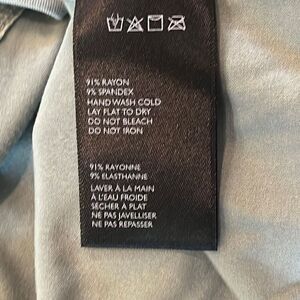 91% RAYON
9% SPANDEX
HAND WASH COLD
LAY FLAT TO DRY
DO NOT BLEACH
DO NOT IRON
91% RAYONNE
9% ELASTHANNE
LAVER À LA MAIN
À L'EAU FROIDE
SÉCHER À PLAT
NE PAS JAVELLISER
NE PAS REPASSER